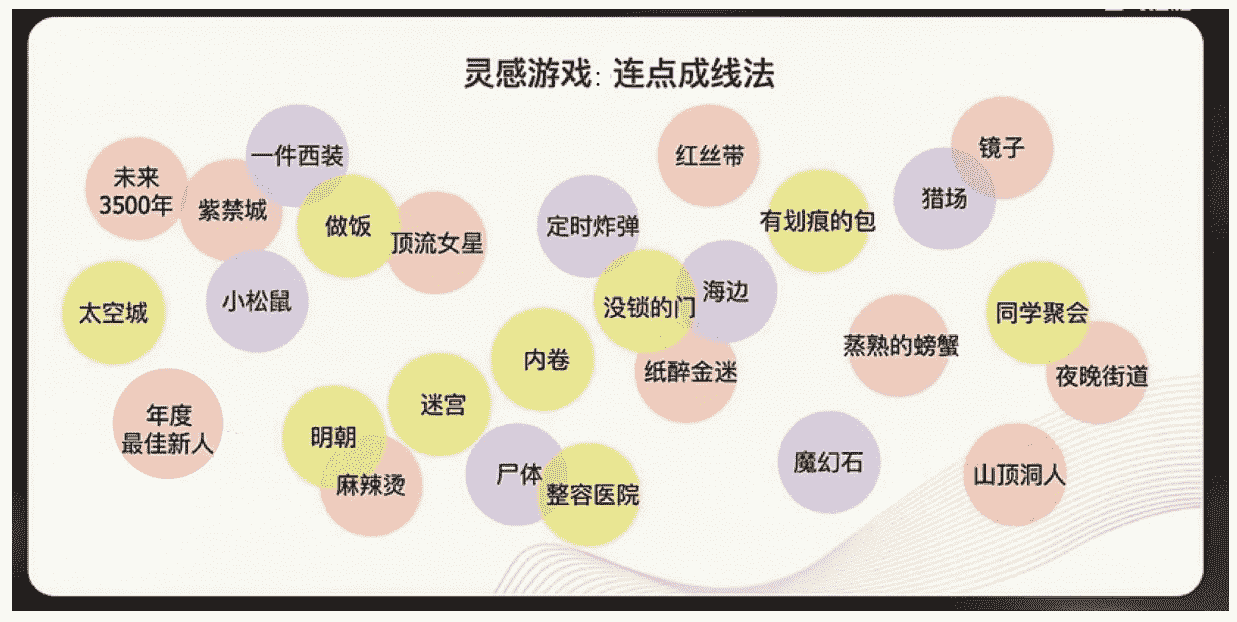 灵感游戏：连点成线法
未来
3500年
紫禁城
一件西装
做饭
顶流女星
太空城
小松鼠
年度
最佳新人
明朝
麻辣烫
迷宫
内卷
尸体
整容医院
定时炸弹
没锁的门
海边
纸醉金迷
红丝带
有划痕的包
猎场
镜子
蒸熟的螃蟹
同学聚会
夜晚街道
魔幻石
山顶洞人